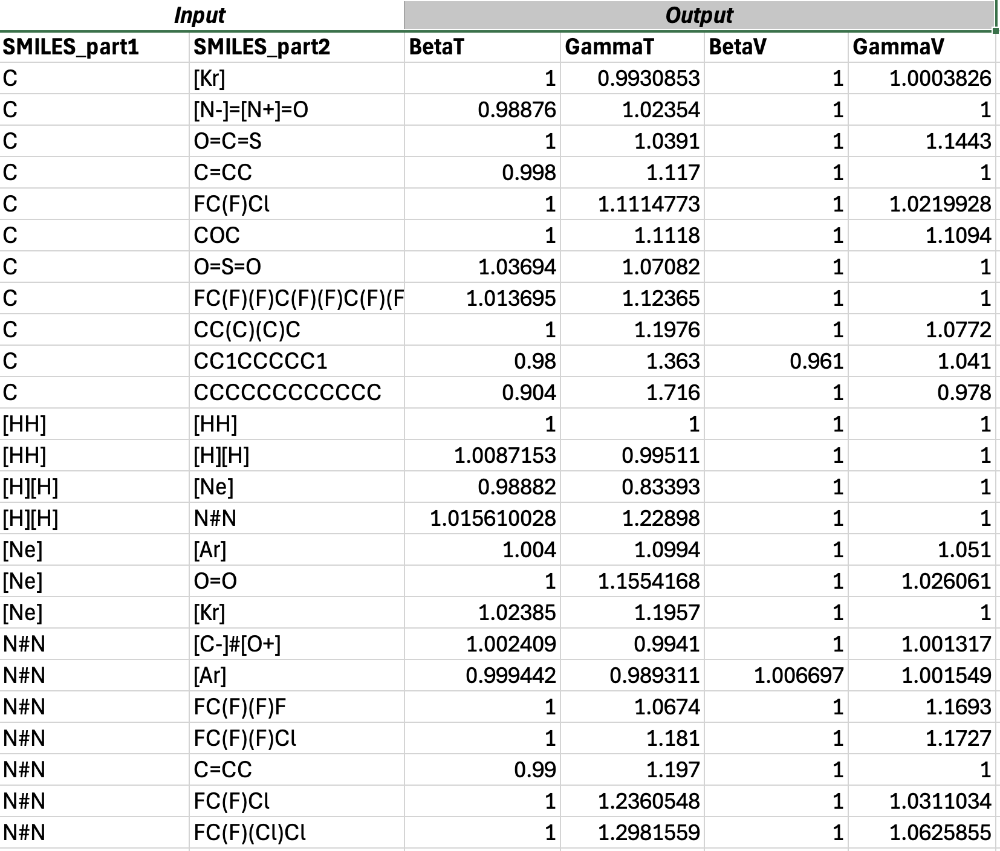 Input Output
SMILES_part1 SMILES_part2 BetaT GammaT BetaV GammaV
C [Kr] 1 0.9930853 1 1.0003826
C [N-]=[N+]=O 0.98876 1.02354 1 1
C O=C=S 1 1.0391 1 1.1443
C C=CC 0.998 1.117 1 1
C FC(F)Cl 1 1.1114773 1 1.0219928
C COC 1 1.1118 1 1.1094
C O=S=O 1.03694 1.07082 1 1
C FC(F)(F)C(F)(F)C(F)(F 1.013695 1.12365 1 1
C CC(C)(C)C 1 1.1976 1 1.0772
C CC1CCCCC1 0.98 1.363 0.961 1.041
C CCCCCCCCCCCC 0.904 1.716 1 0.978
[HH] [HH] 1 1 1 1
[HH] [H][H] 1.0087153 0.99511 1 1
[H][H] [Ne] 0.98882 0.83393 1 1
[H][H] N#N 1.015610028 1.22898 1 1
[Ne] [Ar] 1.004 1.0994 1 1.051
[Ne] O=O 1 1.1554168 1 1.026061
[Ne] [Kr] 1.02385 1.1957 1 1
N#N [C-]#[O+] 1.002409 0.9941 1 1.001317
N#N [Ar] 0.999442 0.989311 1.006697 1.001549
N#N FC(F)(F)F 1 1.0674 1 1.1693
N#N FC(F)(F)Cl 1 1.181 1 1.1727
N#N C=CC 0.99 1.197 1 1
N#N FC(F)Cl 1 1.2360548 1 1.0311034
N#N FC(F)(Cl)Cl 1 1.2981559 1 1.0625855